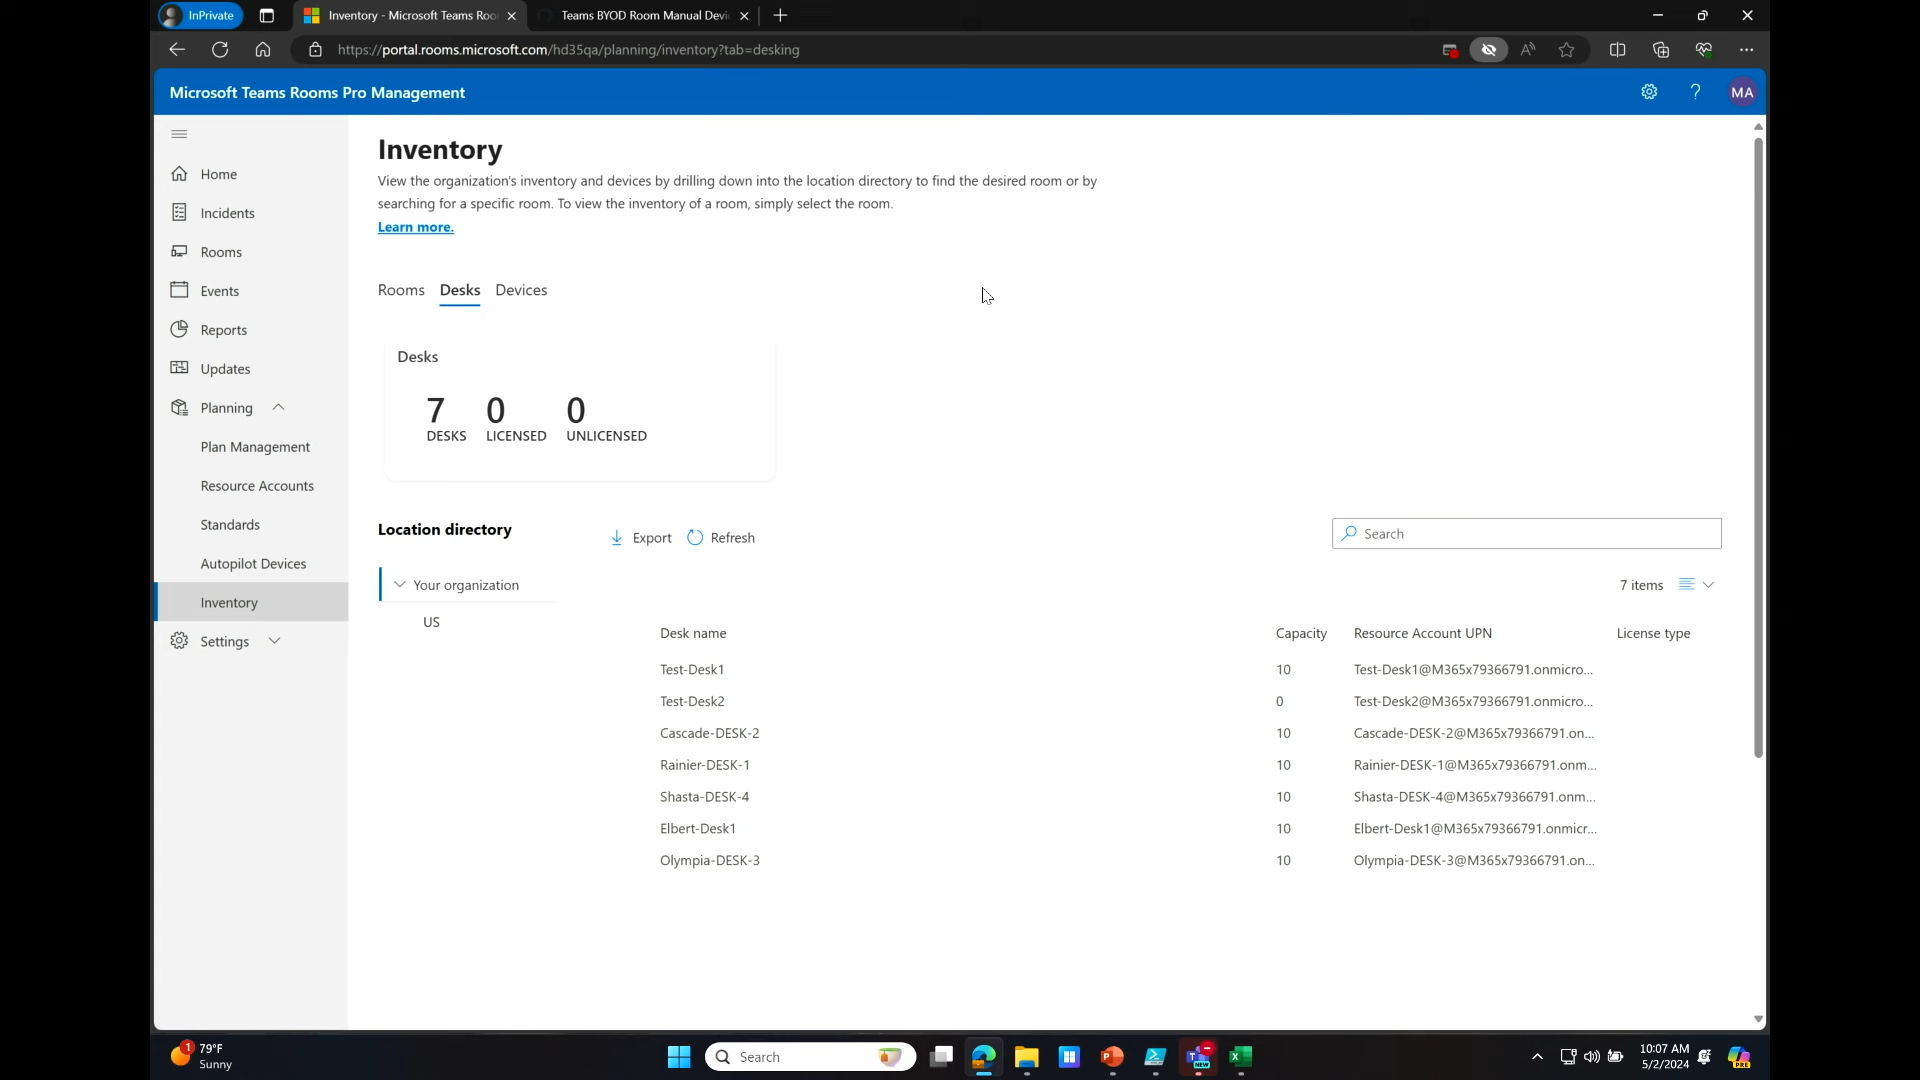 InPrivate
Inventory - Microsoft Teams Roo
Teams BYOD Room Manual Devi
https://portal.rooms.microsoft.com/hd35qa/planning/inventory?tab=desking
Microsoft Teams Rooms Pro Management
MA
Home
Incidents
Rooms
Events
Reports
Updates
Planning
Plan Management
Resource Accounts
Standards
Autopilot Devices
Inventory
Settings
Inventory
View the organization's inventory and devices by drilling down into the location directory to find the desired room or by
searching for a specific room. To view the inventory of a room, simply select the room.
Learn more.
Rooms Desks Devices
Desks
7 0 0
DESKS LICENSED UNLICENSED
Location directory
Export Refresh
Search
Your organization
US
7 items
Desk name Capacity Resource Account UPN License type
Test-Desk1 10 Test-Desk1@M365x79366791.onmicro...
Test-Desk2 0 Test-Desk2@M365x79366791.onmicro...
Cascade-DESK-2 10 Cascade-DESK-2@M365x79366791.on...
Rainier-DESK-1 10 Rainier-DESK-1@M365x79366791.onm...
Shasta-DESK-4 10 Shasta-DESK-4@M365x79366791.onm...
Elbert-Desk1 10 Elbert-Desk1@M365x79366791.onmicr...
Olympia-DESK-3 10 Olympia-DESK-3@M365x79366791.on...
1
79°F
Sunny
Search
NEW
10:07 AM
5/2/2024
PRE